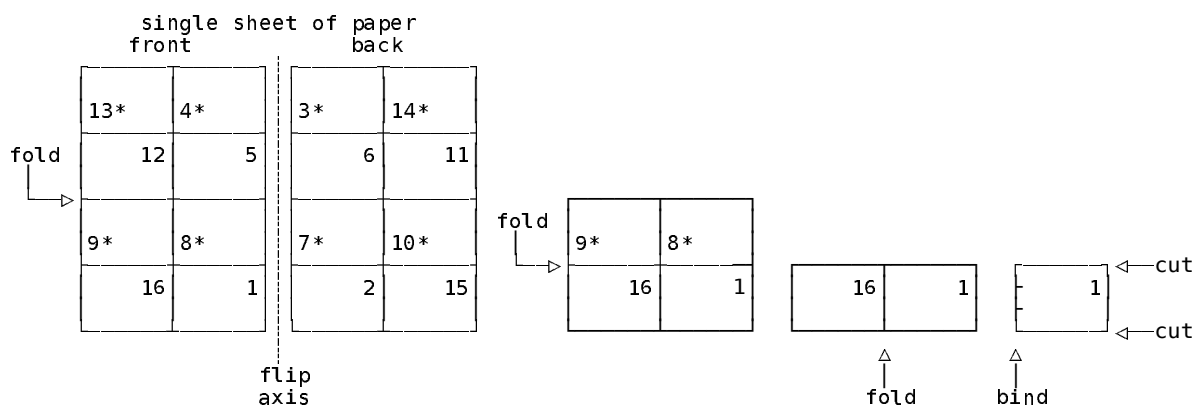 single sheet of paper
front back
13* 4* 3* 14*
fold 12 5 6 11
fold
9* 8* 7* 10* 9* 8*
cut
16 1 2 15 16 1 16 1 1
cut
flip
axis fold bind